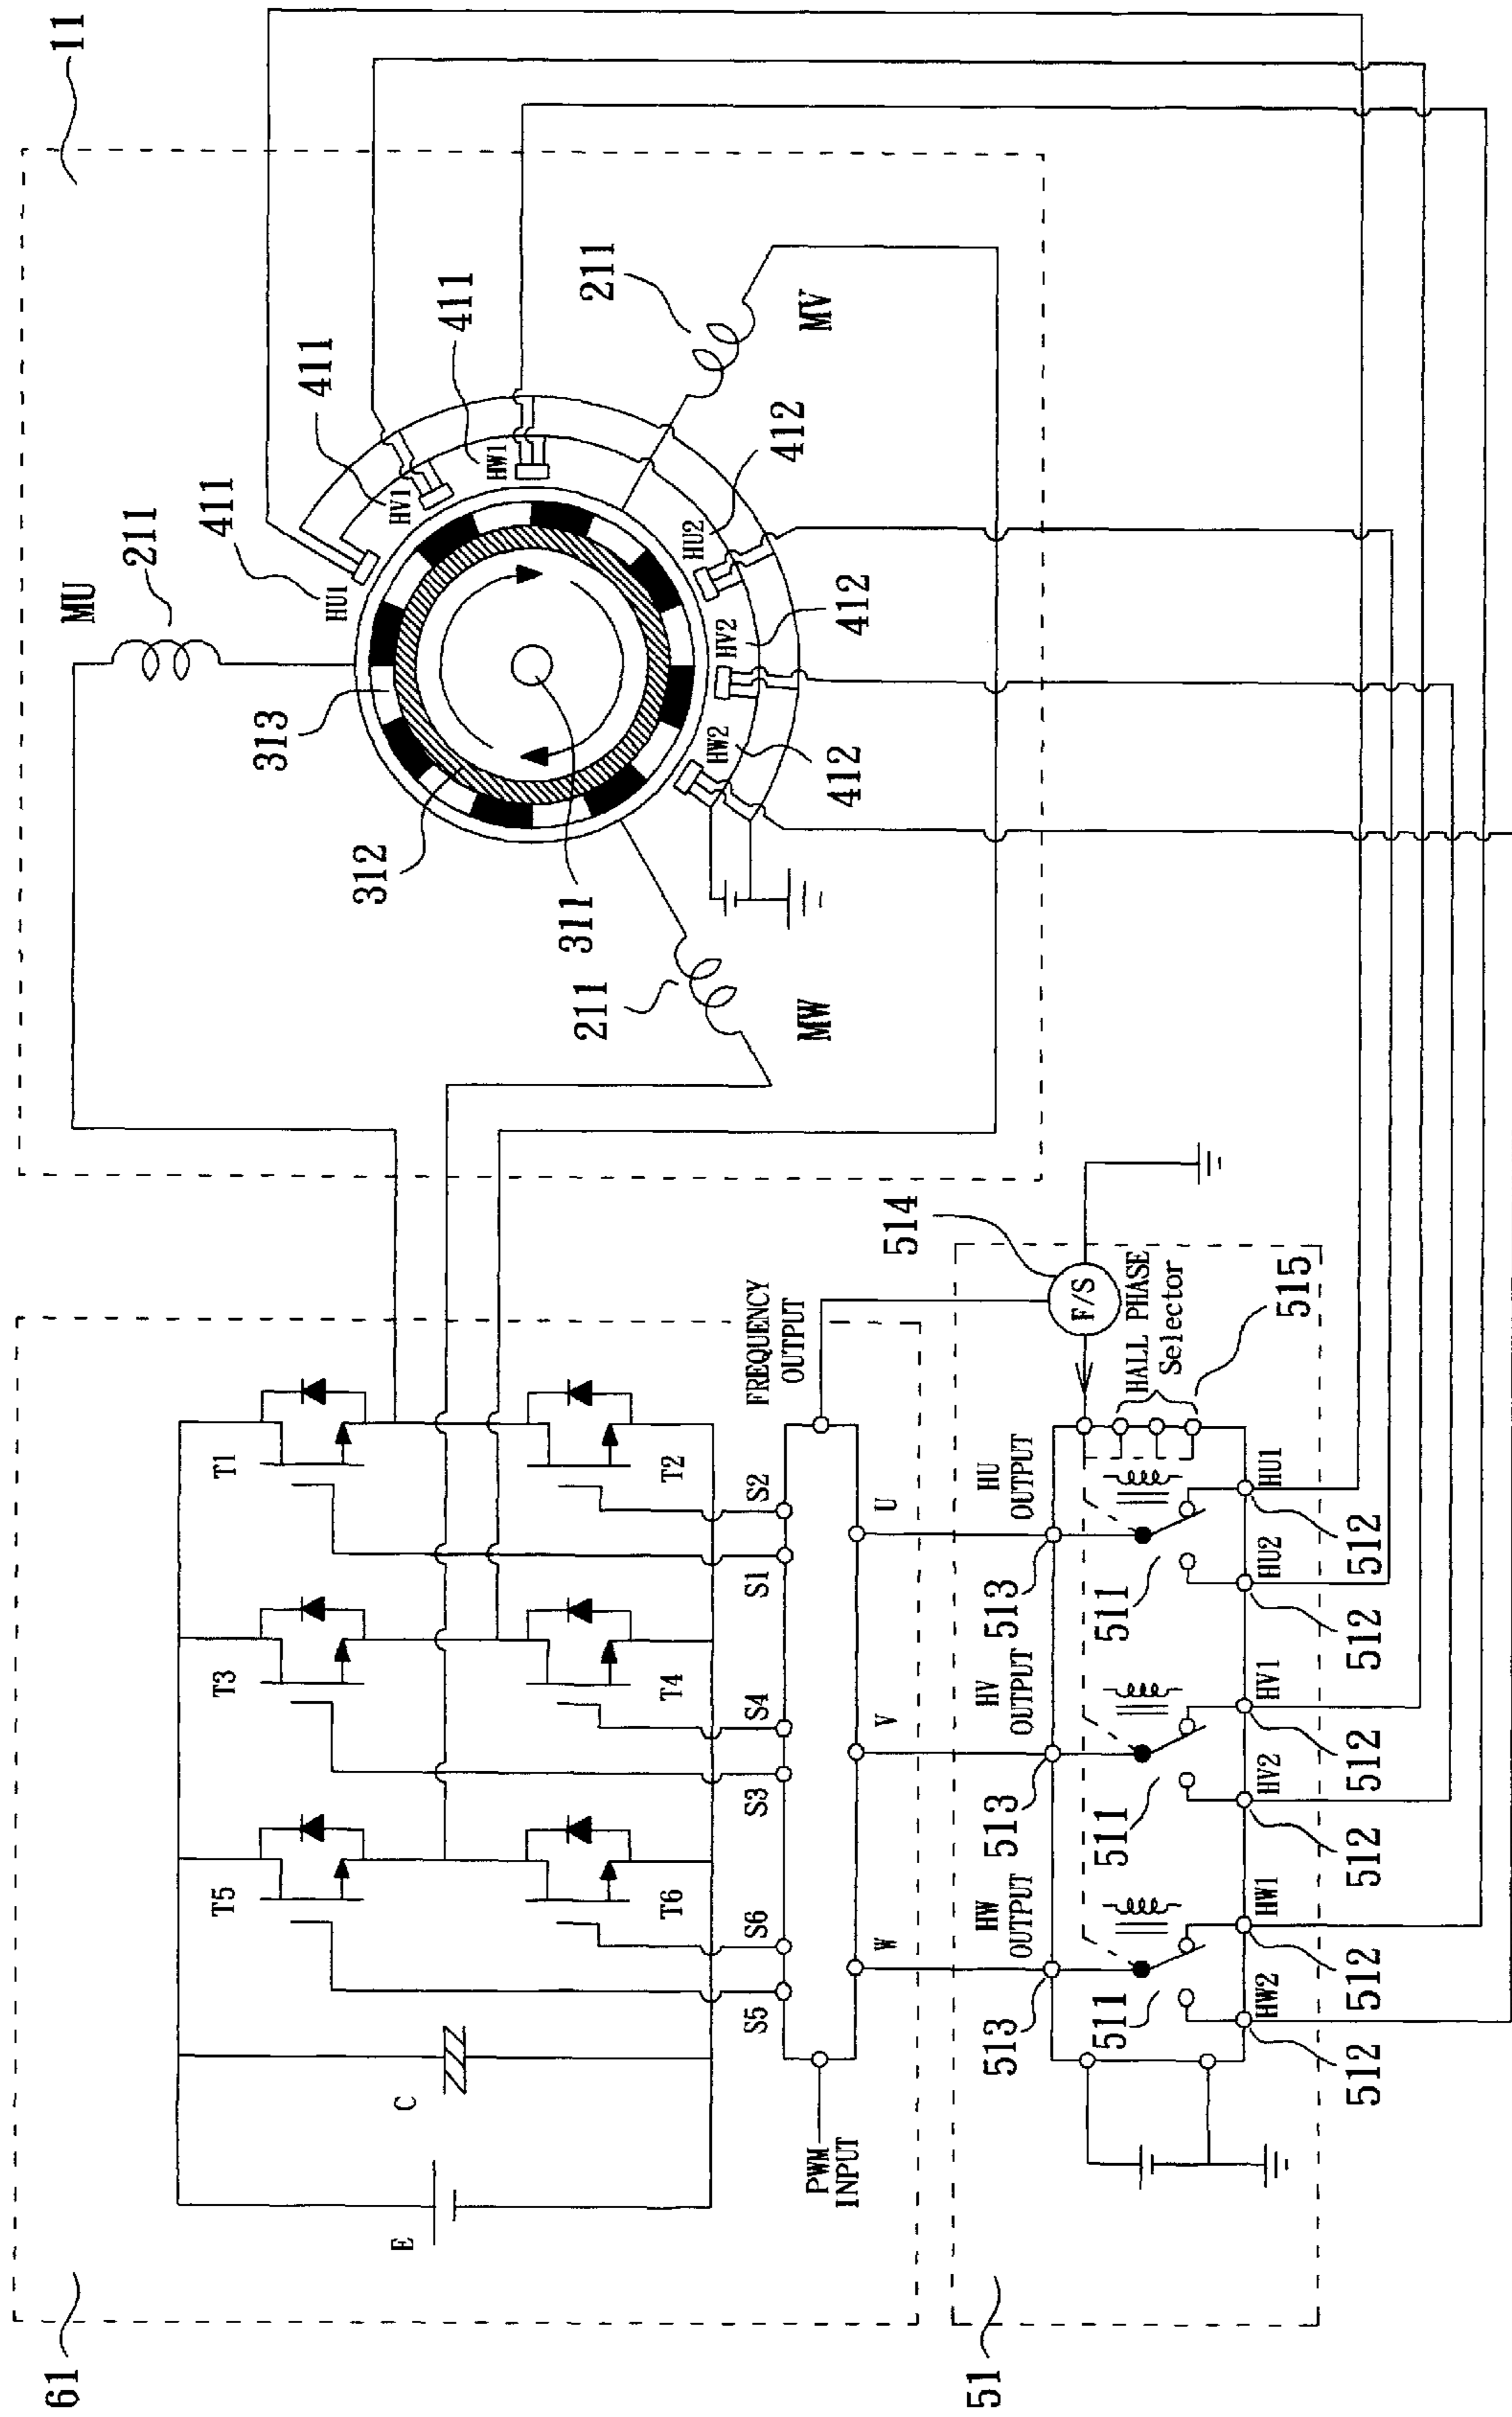 61
E
C
T5
T3
T1
T6
T4
T2
S5
S6
S3
S4
S1
S2
FREQUENCY
OUTPUT
PWM
INPUT
W
V
U
51
HW
OUTPUT
HV
OUTPUT
HU
OUTPUT
513
513
513
511
511
511
514
F/S
HALL PHASE
Selector
515
HW2
HW1
HV2
HV1
HU2
HU1
512
512
512
512
512
512
11
MU
211
411
411
411
HU1
HV1
HW1
313
312
311
211
MW
211
MV
HU2
412
HV2
412
HW2
412